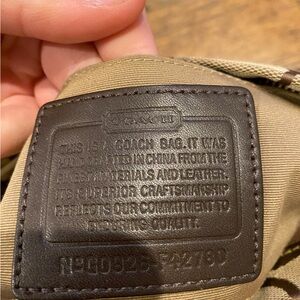 COACH
THIS IS A COACH BAG. IT WAS
HANDCRAFTED IN CHINA FROM THE
FINEST MATERIALS AND LEATHER.
ITS SUPERIOR CRAFTSMANSHIP
REFLECTS OUR COMMITMENT TO
ENDURING QUALITY.